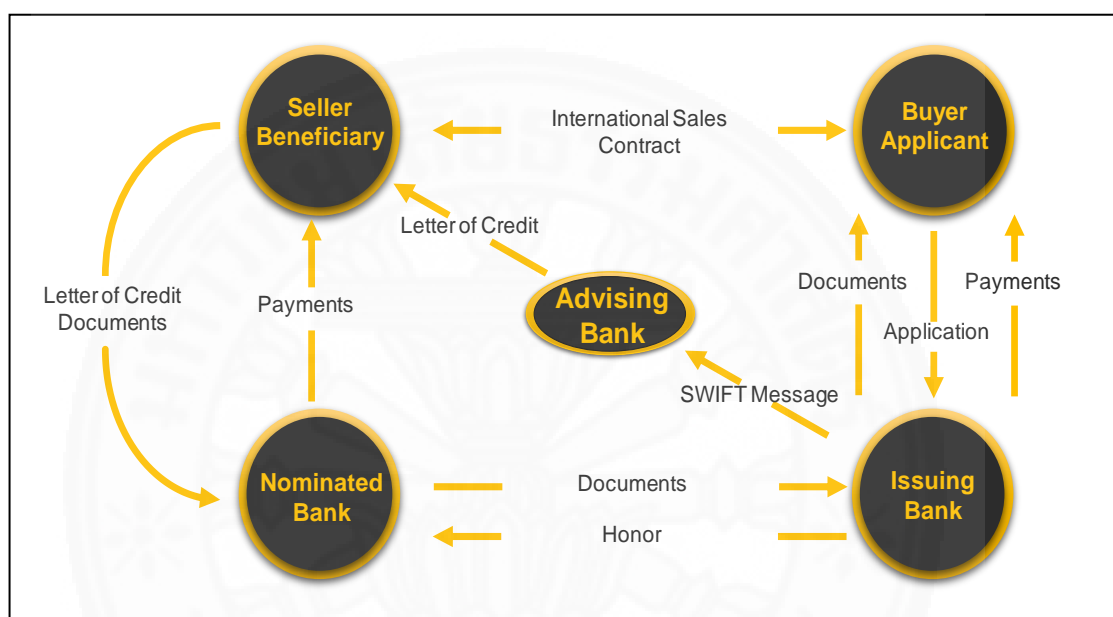 Seller
Beneficiary
International Sales
Contract
Buyer
Applicant
Letter of Credit
Advising
Bank
Letter of Credit
Documents
Payments
Documents
Payments
Application
SWIFT Message
Nominated
Bank
Documents
Honor
Issuing
Bank